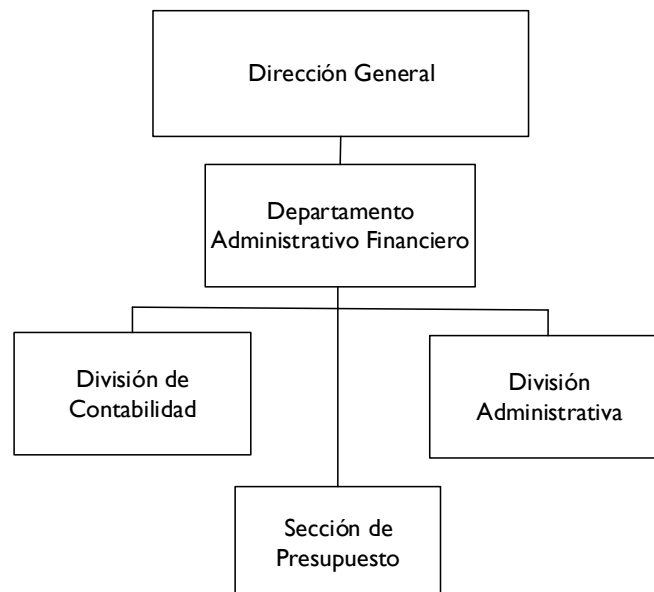 Dirección General
Departamento
Administrativo Financiero
División de
Contabilidad
División
Administrativa
Sección de
Presupuesto